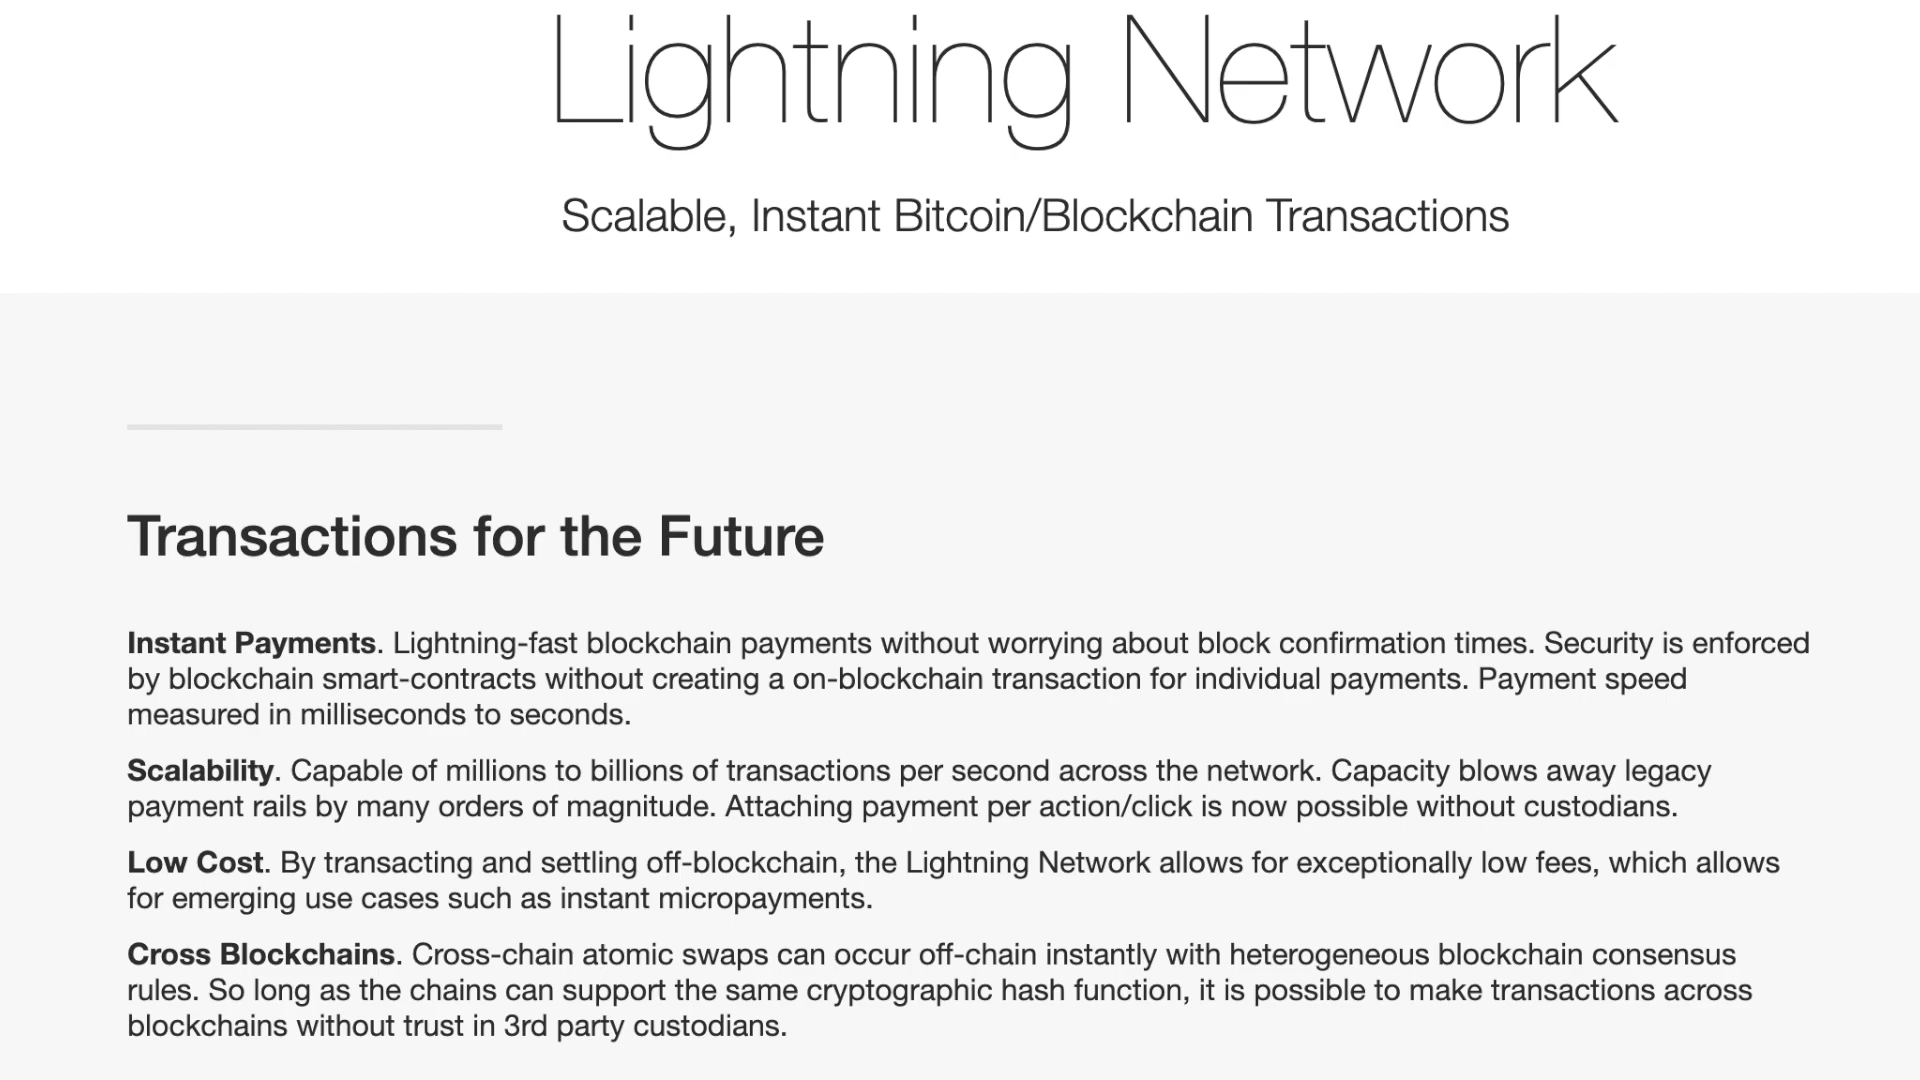 Lightning Network
Scalable, Instant Bitcoin/Blockchain Transactions
Transactions for the Future
Instant Payments. Lightning-fast blockchain payments without worrying about block confirmation times. Security is enforced
by blockchain smart-contracts without creating a on-blockchain transaction for individual payments. Payment speed
measured in milliseconds to seconds.
Scalability. Capable of millions to billions of transactions per second across the network. Capacity blows away legacy
payment rails by many orders of magnitude. Attaching payment per action/click is now possible without custodians.
Low Cost. By transacting and settling off-blockchain, the Lightning Network allows for exceptionally low fees, which allows
for emerging use cases such as instant micropayments.
Cross Blockchains. Cross-chain atomic swaps can occur off-chain instantly with heterogeneous blockchain consensus
rules. So long as the chains can support the same cryptographic hash function, it is possible to make transactions across
blockchains without trust in 3rd party custodians.